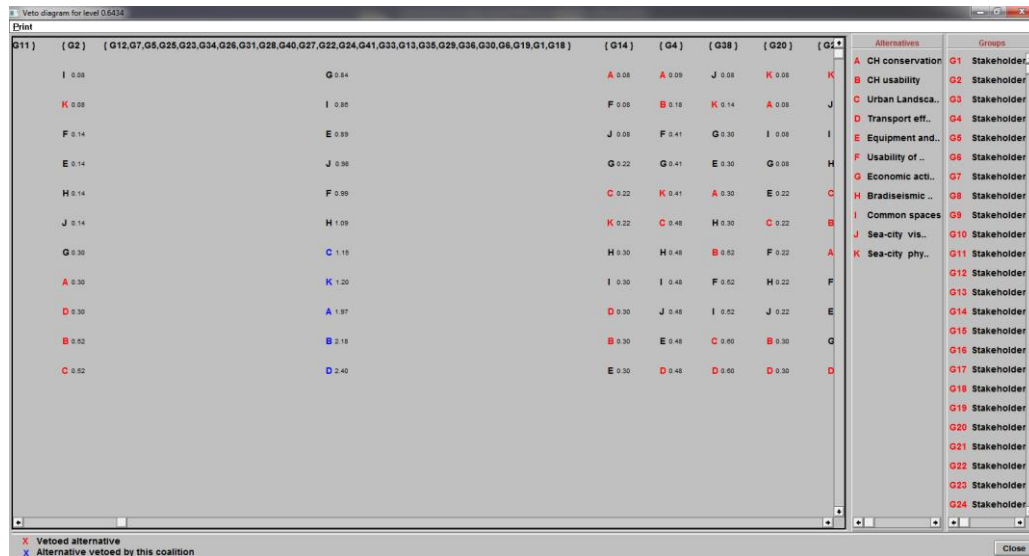 Veto diagram for level 0.6434
Print
G11 } { G2 } { G12,G7,G5,G25,G23,G34,G26,G31,G28,G40,G27,G22,G24,G41,G33,G13,G35,G29,G36,G30,G6,G19,G1,G18 } { G14 } { G4 } { G38 } { G20 }
I 0.08 G 0.84 A 0.08 A 0.09 J 0.08 K 0.08 K
K 0.08 I 0.86 F 0.08 B 0.18 K 0.14 A 0.08 J
F 0.14 E 0.89 J 0.08 F 0.41 G 0.30 I 0.08 I
E 0.14 J 0.98 G 0.22 G 0.41 E 0.30 G 0.08 H
H 0.14 F 0.99 C 0.22 K 0.41 A 0.30 E 0.22 C
J 0.14 H 1.09 K 0.22 C 0.48 H 0.30 C 0.22 B
G 0.30 C 1.18 H 0.30 H 0.48 B 0.52 F 0.22 A
A 0.30 K 1.20 I 0.30 I 0.48 F 0.52 H 0.22 F
D 0.30 A 1.97 D 0.30 J 0.48 I 0.52 J 0.22 E
B 0.52 B 2.18 B 0.30 E 0.48 C 0.60 B 0.30 G
C 0.52 D 2.40 E 0.30 D 0.48 D 0.60 D 0.30 D
Alternatives
A CH conservation
B CH usability
C Urban Landsca..
D Transport eff..
E Equipment and..
F Usability of ..
G Economic acti..
H Bradiseismic ..
I Common spaces
J Sea-city vis..
K Sea-city phy..
Groups
G1 Stakeholder
G2 Stakeholder
G3 Stakeholder
G4 Stakeholder
G5 Stakeholder
G6 Stakeholder
G7 Stakeholder
G8 Stakeholder
G9 Stakeholder
G10 Stakeholder
G11 Stakeholder
G12 Stakeholder
G13 Stakeholder
G14 Stakeholder
G15 Stakeholder
G16 Stakeholder
G17 Stakeholder
G18 Stakeholder
G19 Stakeholder
G20 Stakeholder
G21 Stakeholder
G22 Stakeholder
G23 Stakeholder
G24 Stakeholder
X Vetoed alternative
X Alternative vetoed by this coalition
Close